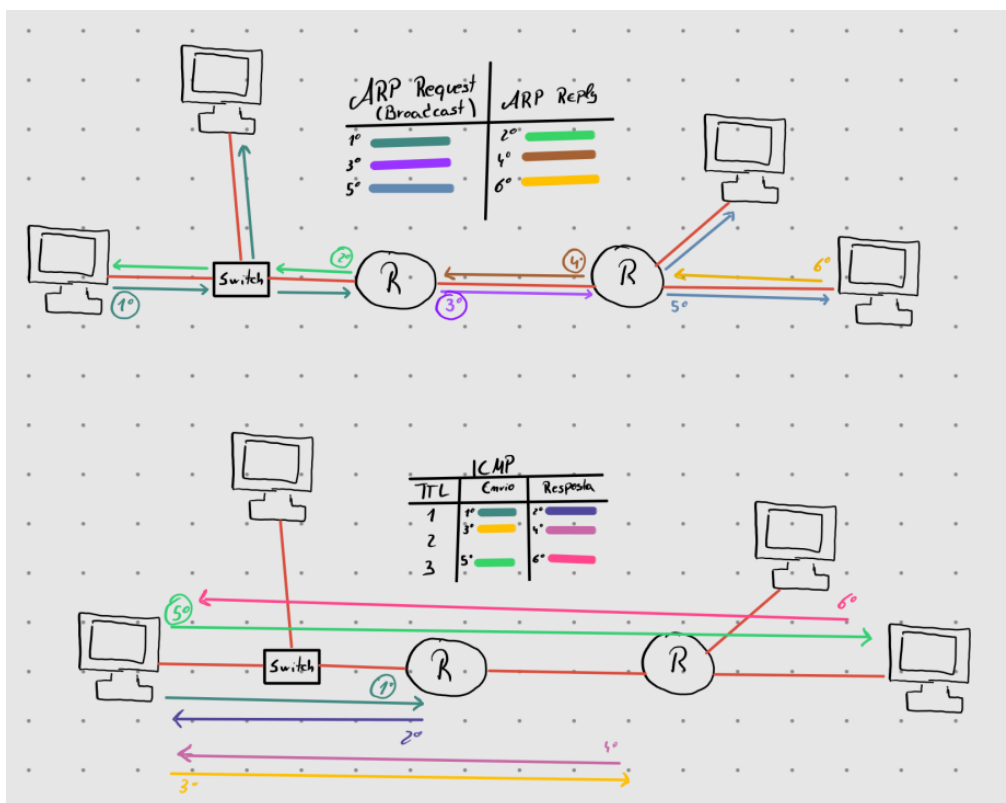 ARP Request
(Broadcast)
ARP Reply
1º
2º
3º
4º
5º
6º
2º
4º
6º
Switch
R
R
1º
3º
5º
ICMP
TTL
Envio
Resposta
1
1º
2º
2
3º
4º
3
5º
6º
5º
6º
Switch
R
R
1º
2º
4º
3º